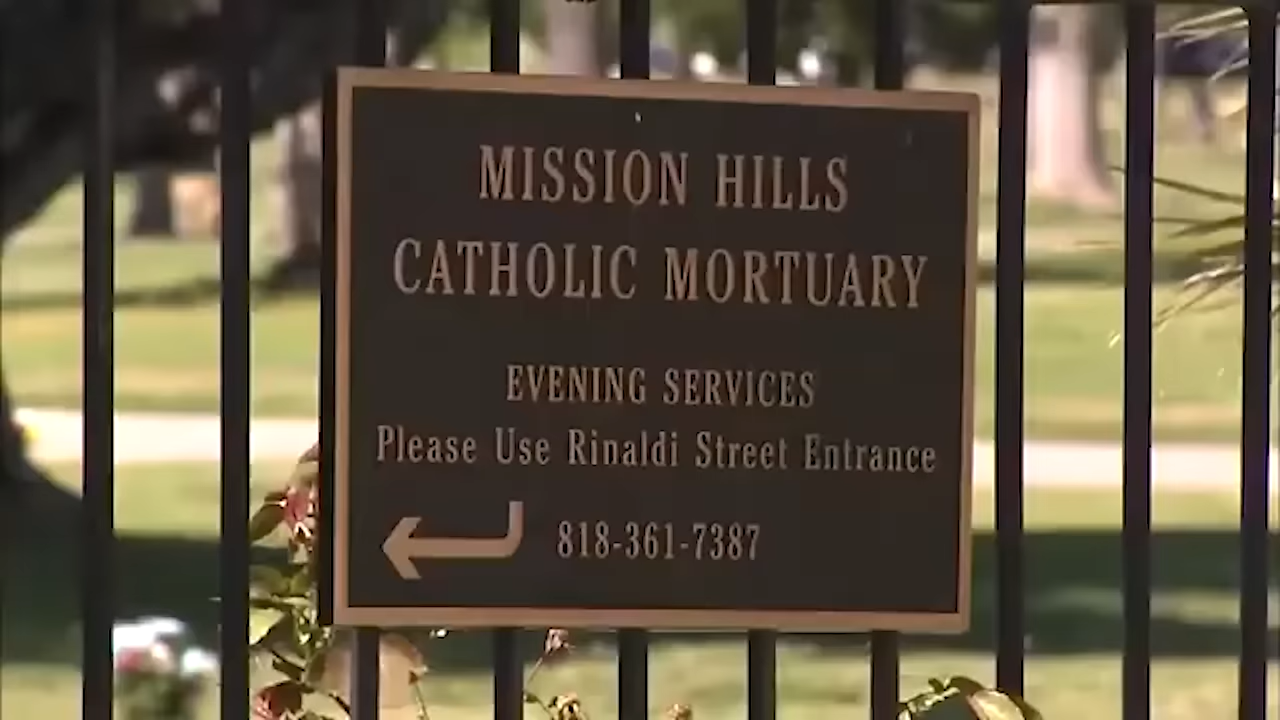 MISSION HILLS
CATHOLIC MORTUARY
EVENING SERVICES
Please Use Rinaldi Street Entrance
818-361-7387